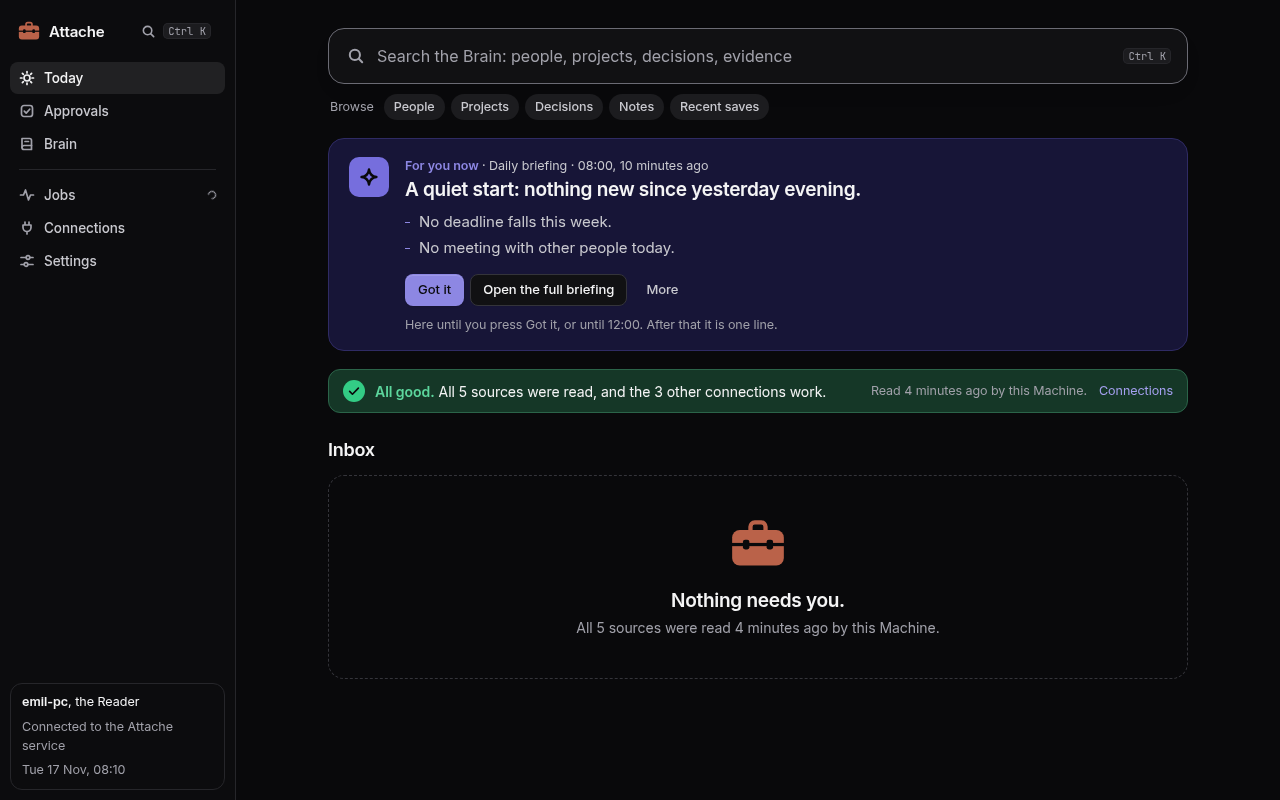 Attache
Ctrl K
Today
Approvals
Brain
Jobs
Connections
Settings
emil-pc, the Reader
Connected to the Attache
service
Tue 17 Nov, 08:10
Search the Brain: people, projects, decisions, evidence
Ctrl K
Browse People Projects Decisions Notes Recent saves
For you now · Daily briefing · 08:00, 10 minutes ago
A quiet start: nothing new since yesterday evening.
– No deadline falls this week.
– No meeting with other people today.
Got it Open the full briefing More
Here until you press Got it, or until 12:00. After that it is one line.
All good. All 5 sources were read, and the 3 other connections work. Read 4 minutes ago by this Machine. Connections
Inbox
Nothing needs you.
All 5 sources were read 4 minutes ago by this Machine.